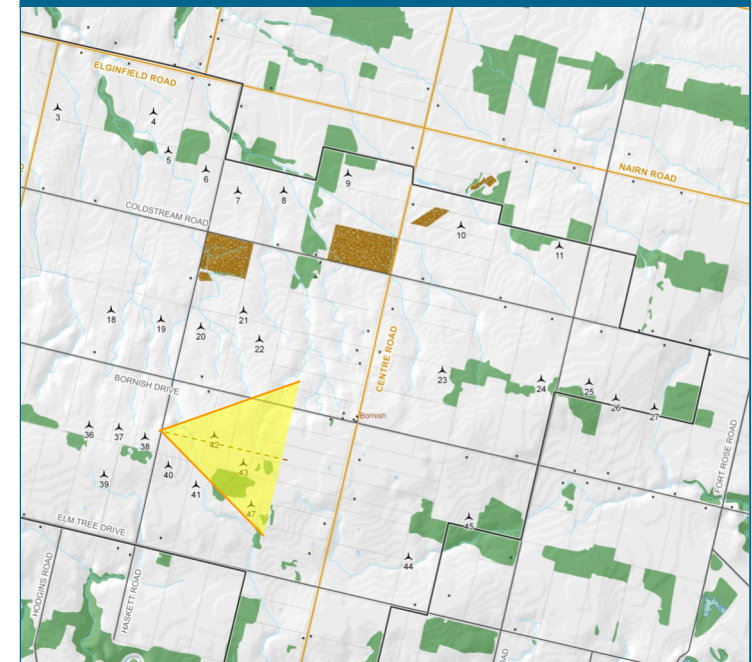 ELGINFIELD ROAD
3
4
5
6
7
8
9
NAIRN ROAD
COLDSTREAM ROAD
10
11
18
19
20
21
22
CENTRE ROAD
23
24
25
26
27
BORNISH DRIVE
Bornish
36
37
38
39
40
41
42
43
47
FORT ROSE ROAD
ELM TREE DRIVE
45
44
HODGINS ROAD
HASKETT ROAD
AD